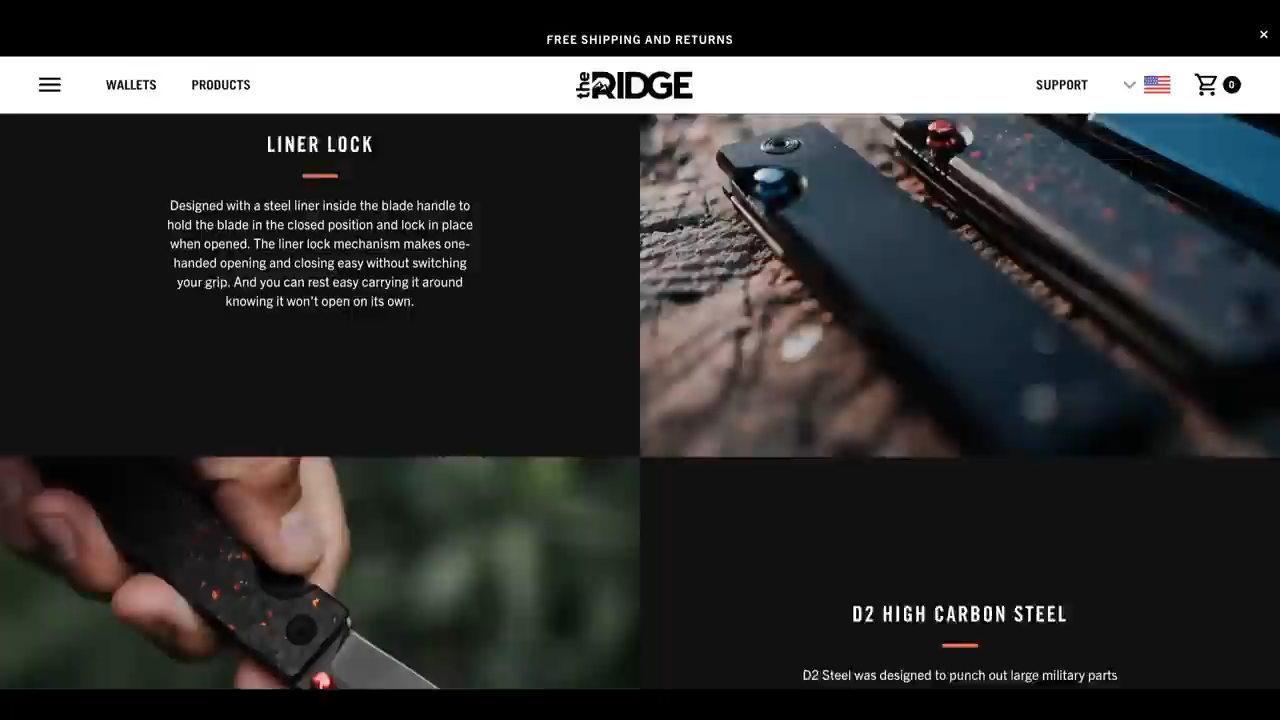 FREE SHIPPING AND RETURNS
×
WALLETS
PRODUCTS
the RIDGE
SUPPORT
0
LINER LOCK
Designed with a steel liner inside the blade handle to
hold the blade in the closed position and lock in place
when opened. The liner lock mechanism makes one-
handed opening and closing easy without switching
your grip. And you can rest easy carrying it around
knowing it won't open on its own.
D2 HIGH CARBON STEEL
D2 Steel was designed to punch out large military parts